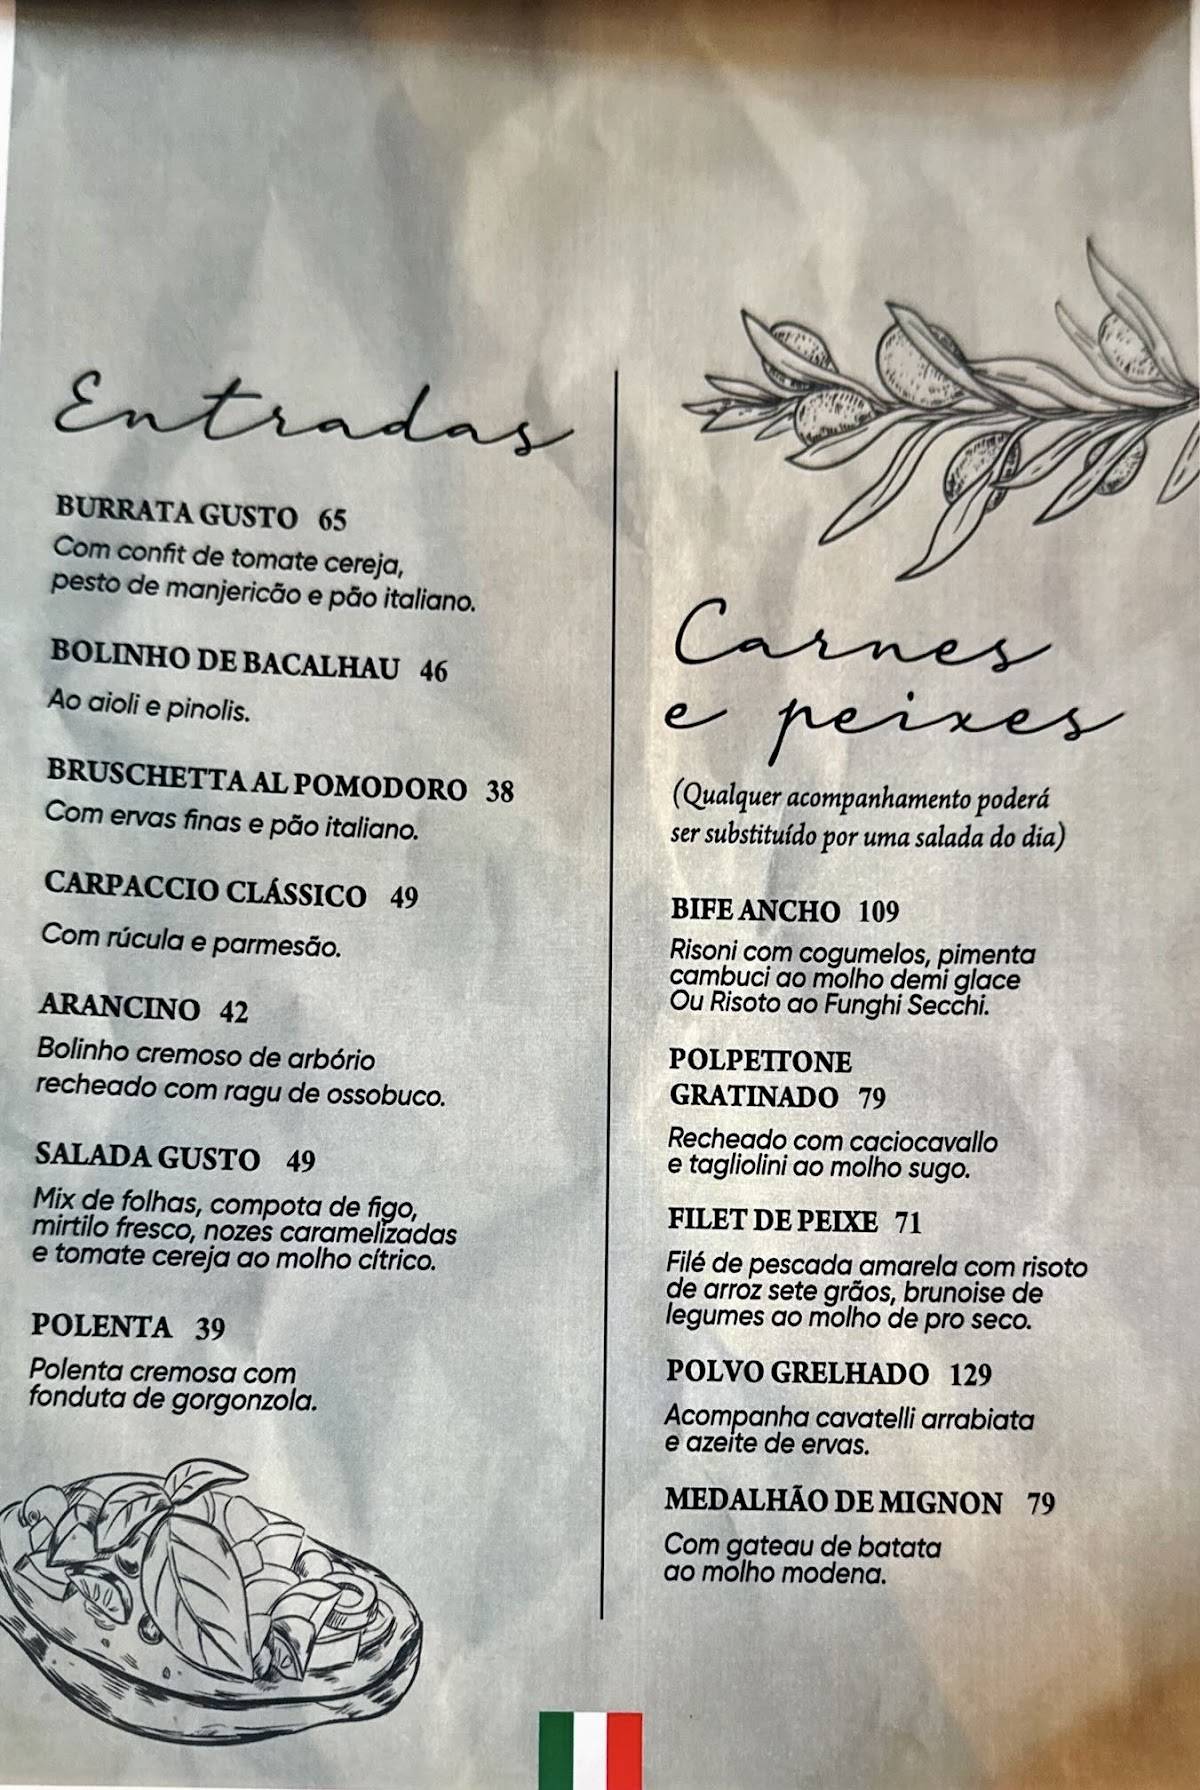 Entradas
BURRATA GUSTO 65
Com confit de tomate cereja,
pesto de manjericão e pão italiano.
BOLINHO DE BACALHAU 46
Ao aioli e pinolis.
BRUSCHETTA AL POMODORO 38
Com ervas finas e pão italiano.
CARPACCIO CLÁSSICO 49
Com rúcula e parmesão.
ARANCINO 42
Bolinho cremoso de arbório
recheado com ragu de ossobuco.
SALADA GUSTO 49
Mix de folhas, compota de figo,
mirtilo fresco, nozes caramelizadas
e tomate cereja ao molho cítrico.
POLENTA 39
Polenta cremosa com
fonduta de gorgonzola.
Carnes
e peixes
(Qualquer acompanhamento poderá
ser substituído por uma salada do dia)
BIFE ANCHO 109
Risoni com cogumelos, pimenta
cambuci ao molho demi glace
Ou Risoto ao Funghi Secchi.
POLPETTONE
GRATINADO 79
Recheado com caciocavallo
e tagliolini ao molho sugo.
FILET DE PEIXE 71
Filé de pescada amarela com risoto
de arroz sete grãos, brunoise de
legumes ao molho de pro seco.
POLVO GRELHADO 129
Acompanha cavatelli arrabiata
e azeite de ervas.
MEDALHÃO DE MIGNON 79
Com gateau de batata
ao molho modena.